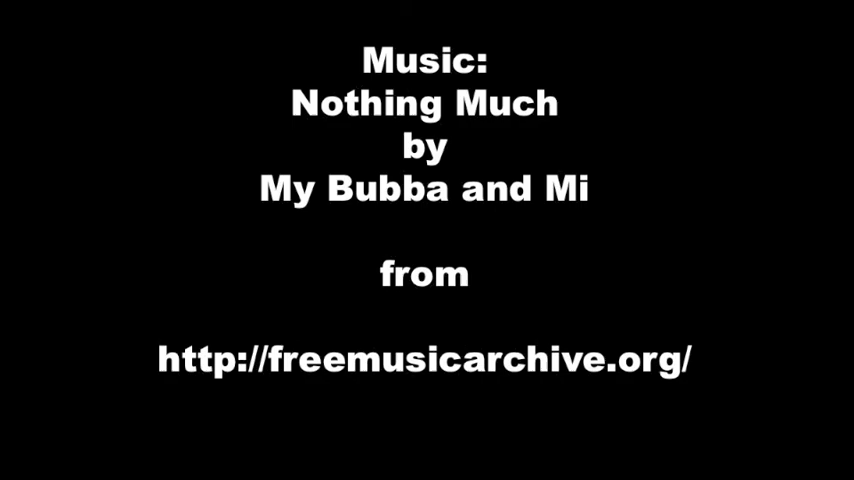 Music:
Nothing Much
by
My Bubba and Mi
from
http://freemusicarchive.org/